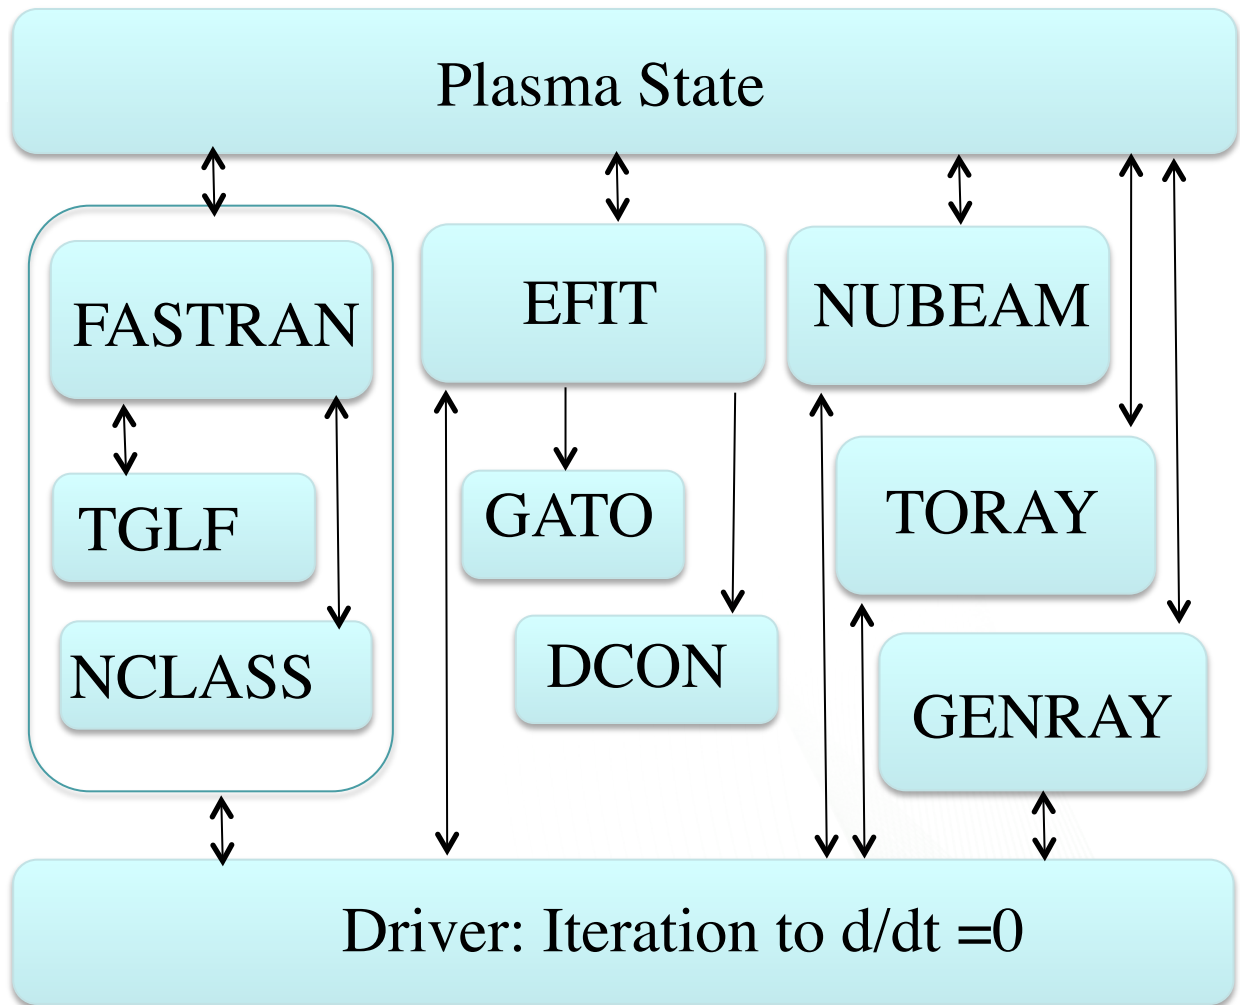 Plasma State
FASTRAN
EFIT
NUBEAM
TGLF
GATO
TORAY
NCLASS
DCON
GENRAY
Driver: Iteration to d/dt =0